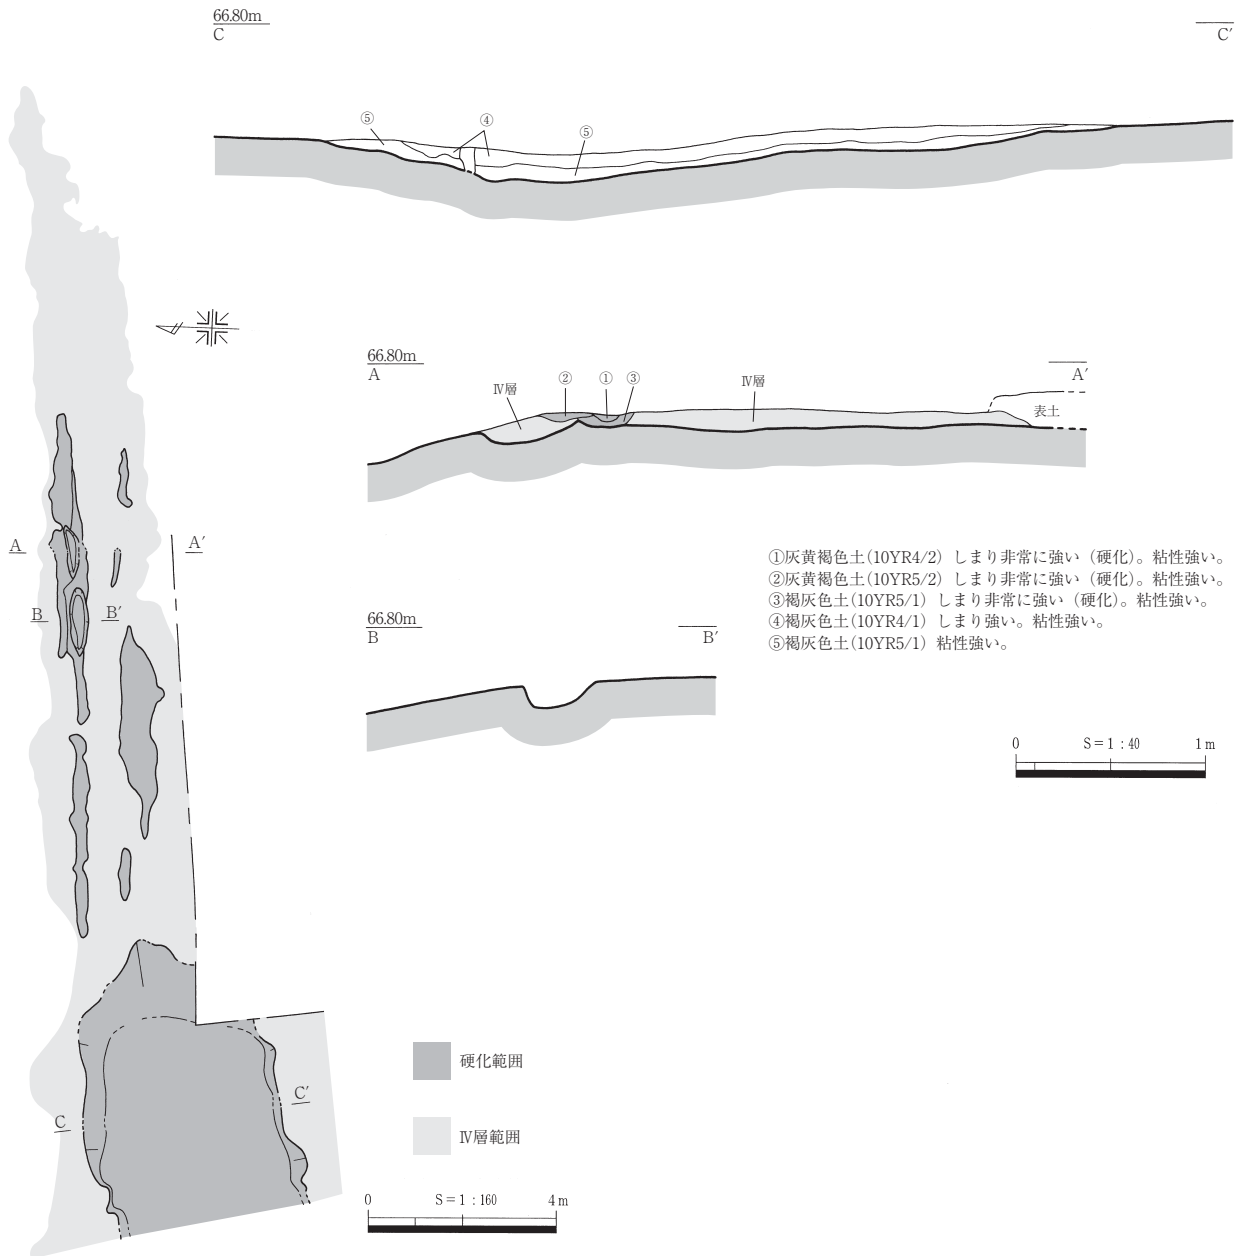 66.80m
C C′
⑤ ④ ⑤
66.80m
A A′
Ⅳ層 ② ① ③ Ⅳ層
表土
A A′
B B′
①灰黄褐色土(10YR4/2) しまり非常に強い（硬化）。粘性強い。
②灰黄褐色土(10YR5/2) しまり非常に強い（硬化）。粘性強い。
③褐灰色土(10YR5/1) しまり非常に強い（硬化）。粘性強い。
④褐灰色土(10YR4/1) しまり強い。粘性強い。
⑤褐灰色土(10YR5/1) 粘性強い。
66.80m
B B′
0 S=1:40 1m
硬化範囲
C C′
Ⅳ層範囲
0 S=1:160 4m